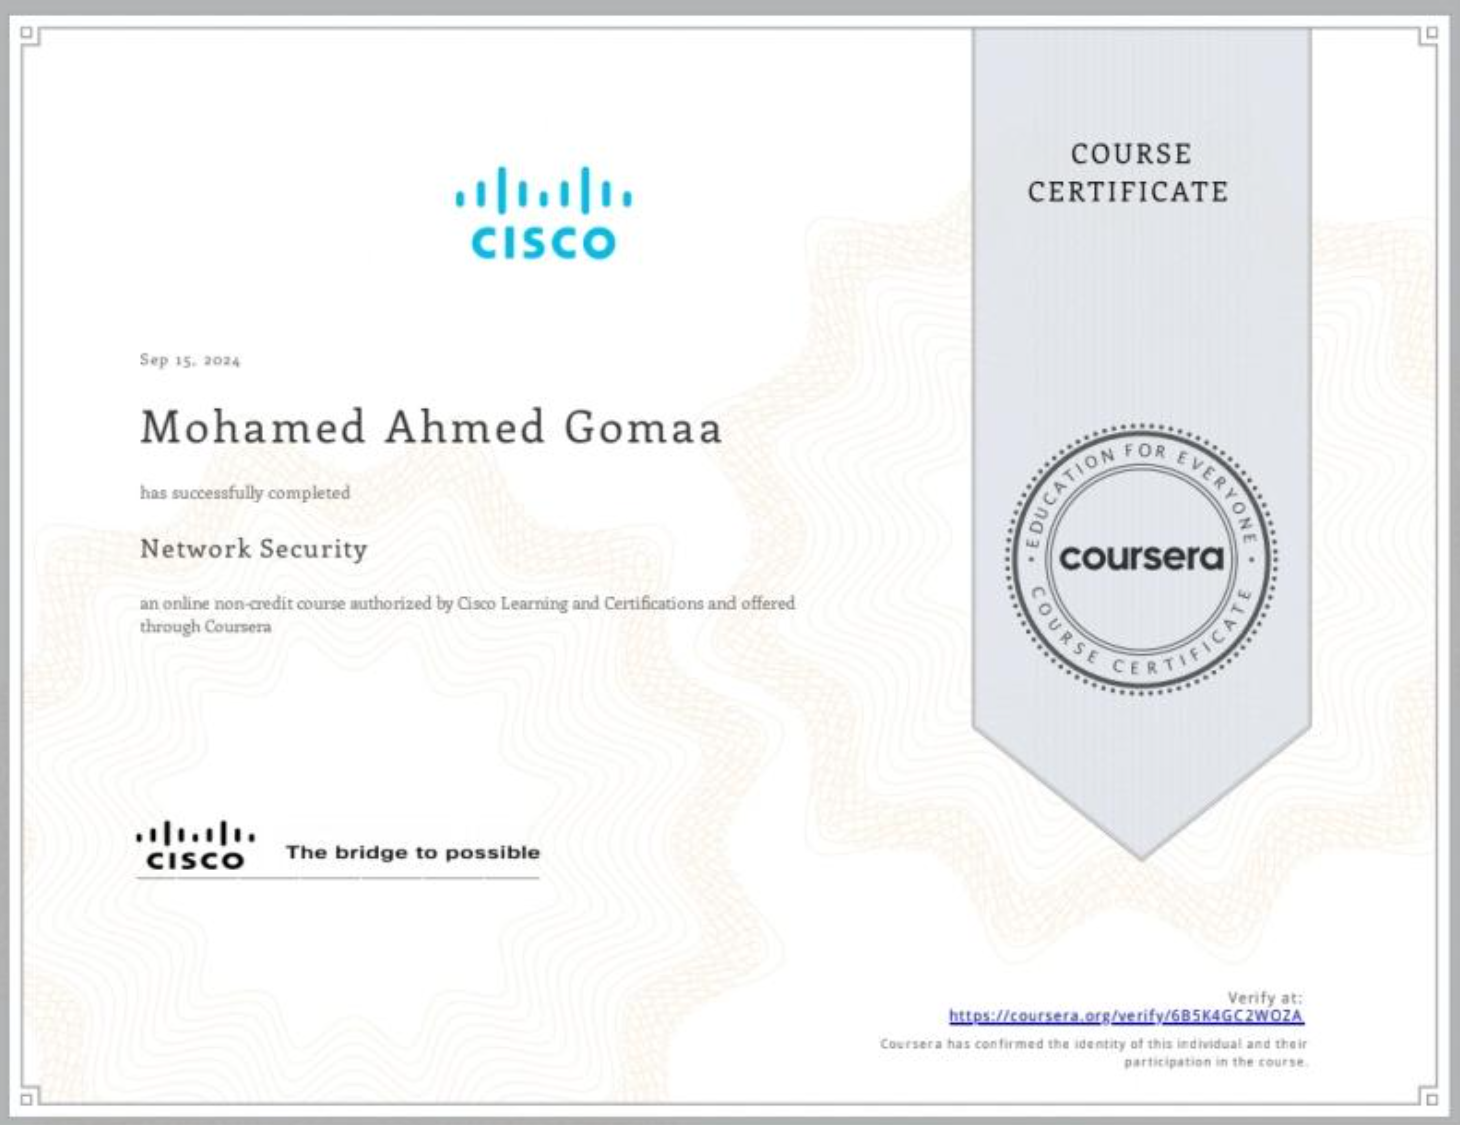 COURSE
CERTIFICATE
CISCO
Sep 15, 2024
Mohamed Ahmed Gomaa
has successfully completed
Network Security
an online non-credit course authorized by Cisco Learning and Certifications and offered
through Coursera
• EDUCATION FOR EVERYONE •
coursera
COURSE CERTIFICATE
CISCO The bridge to possible
Verify at:
https://coursera.org/verify/6B5K4GC2WOZA
Coursera has confirmed the identity of this individual and their
participation in the course.